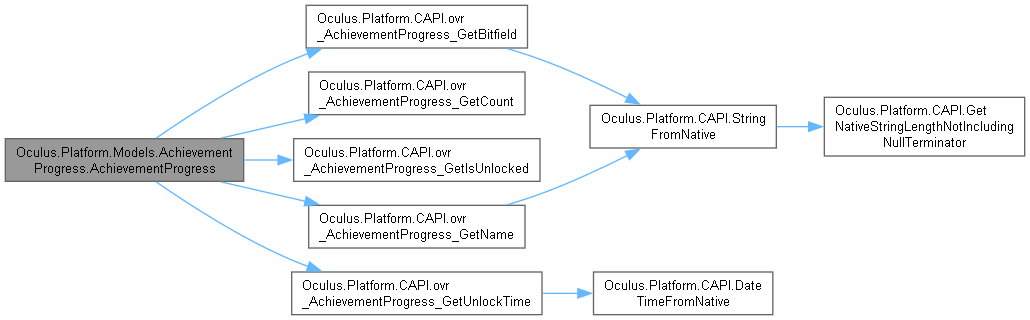 Oculus.Platform.Models.Achievement
Progress.AchievementProgress
Oculus.Platform.CAPI.ovr
_AchievementProgress_GetBitfield
Oculus.Platform.CAPI.ovr
_AchievementProgress_GetCount
Oculus.Platform.CAPI.ovr
_AchievementProgress_GetIsUnlocked
Oculus.Platform.CAPI.ovr
_AchievementProgress_GetName
Oculus.Platform.CAPI.ovr
_AchievementProgress_GetUnlockTime
Oculus.Platform.CAPI.String
FromNative
Oculus.Platform.CAPI.Date
TimeFromNative
Oculus.Platform.CAPI.Get
NativeStringLengthNotIncluding
NullTerminator